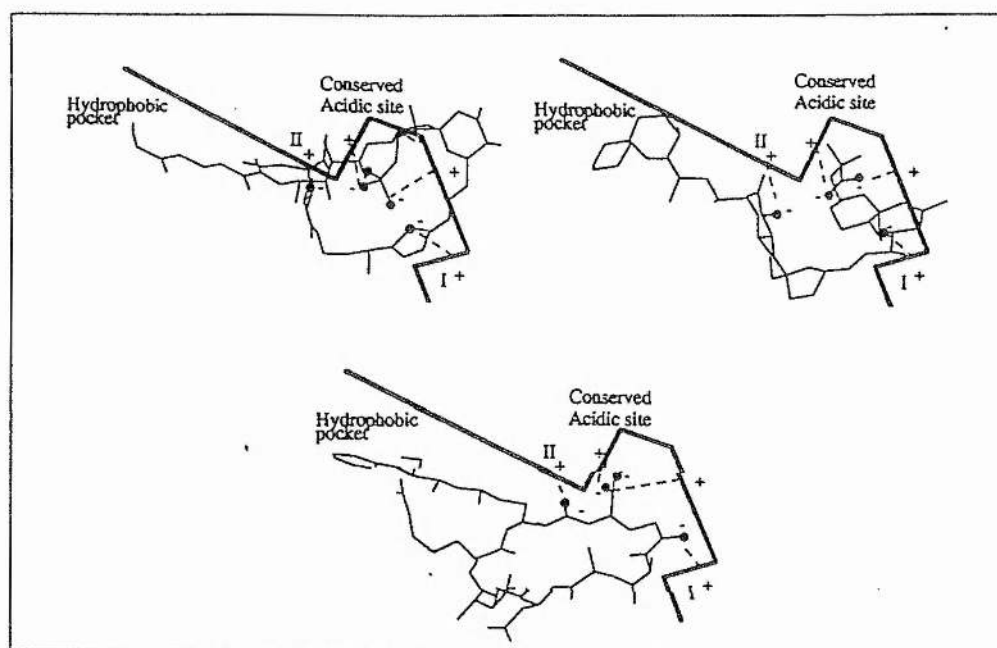 Conserved
Acidic site
Hydrophobic
pocket
II
+
+
+
-
-
-
I +
Conserved
Acidic site
Hydrophobic
pocket
II
+
+
+
-
-
-
I +
Conserved
Acidic site
Hydrophobic
pocket
II
+
+
+
-
-
-
I +